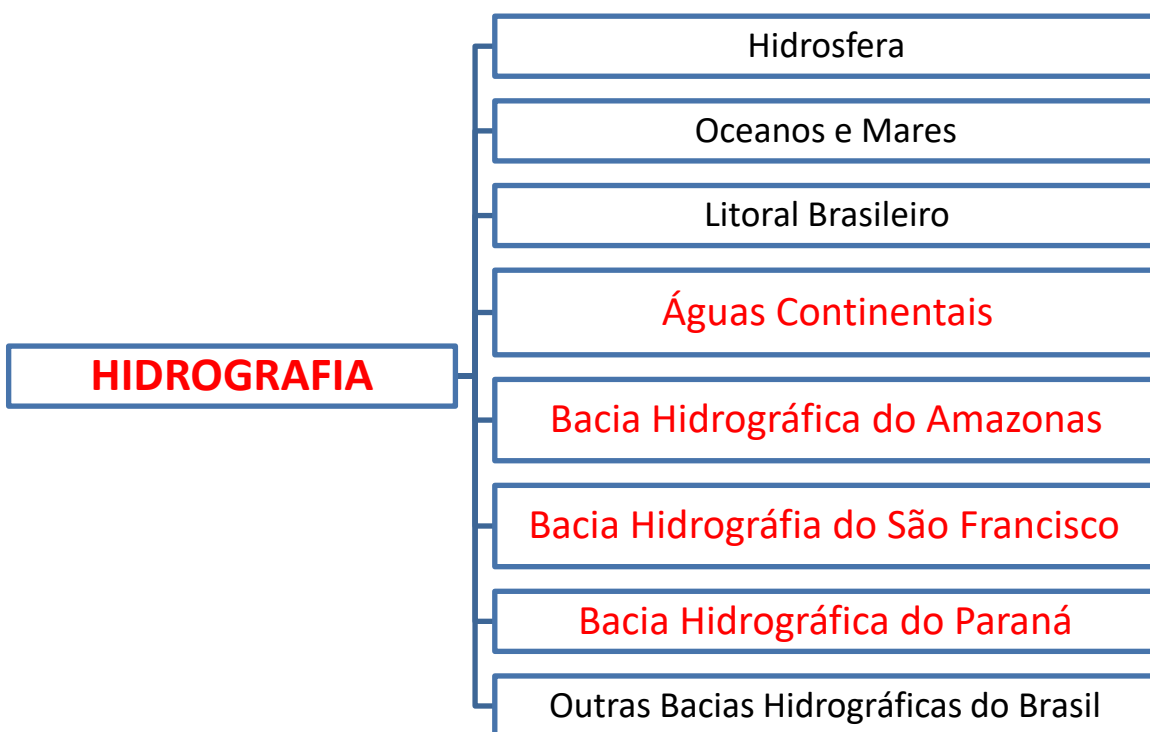 Hidrosfera
Oceanos e Mares
Litoral Brasileiro
Águas Continentais
HIDROGRAFIA
Bacia Hidrográfica do Amazonas
Bacia Hidrográfia do São Francisco
Bacia Hidrográfica do Paraná
Outras Bacias Hidrográficas do Brasil